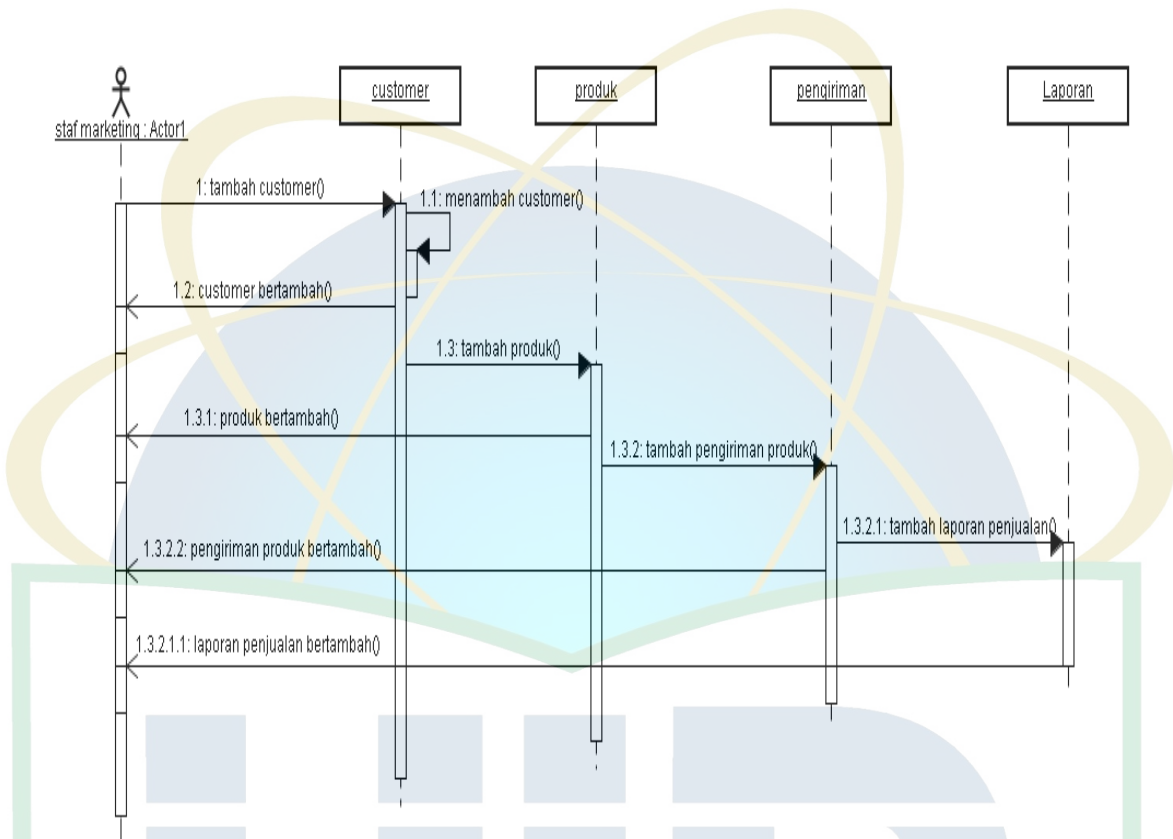 customer
produk
pengiriman
Laporan
staf marketing : Actor1
1: tambah customer()
1.1: menambah customer()
1.2: customer bertambah()
1.3: tambah produk()
1.3.1: produk bertambah()
1.3.2: tambah pengiriman produk()
1.3.2.1: tambah laporan penjualan()
1.3.2.2: pengiriman produk bertambah()
1.3.2.1.1: laporan penjualan bertambah()